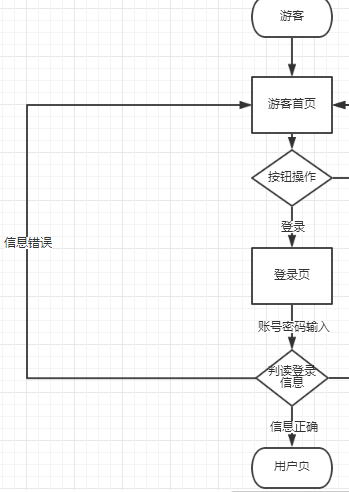 游客
游客首页
按钮操作
登录
信息错误
登录页
账号密码输入
判读登录
信息
信息正确
用户页